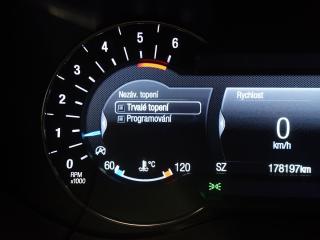 6
5
4
3
2
1
0
RPM
x1000
Nezáv. topení
Trvalé topení
Programování
60
°C
120
Rychlost
0
km/h
SZ
178197km